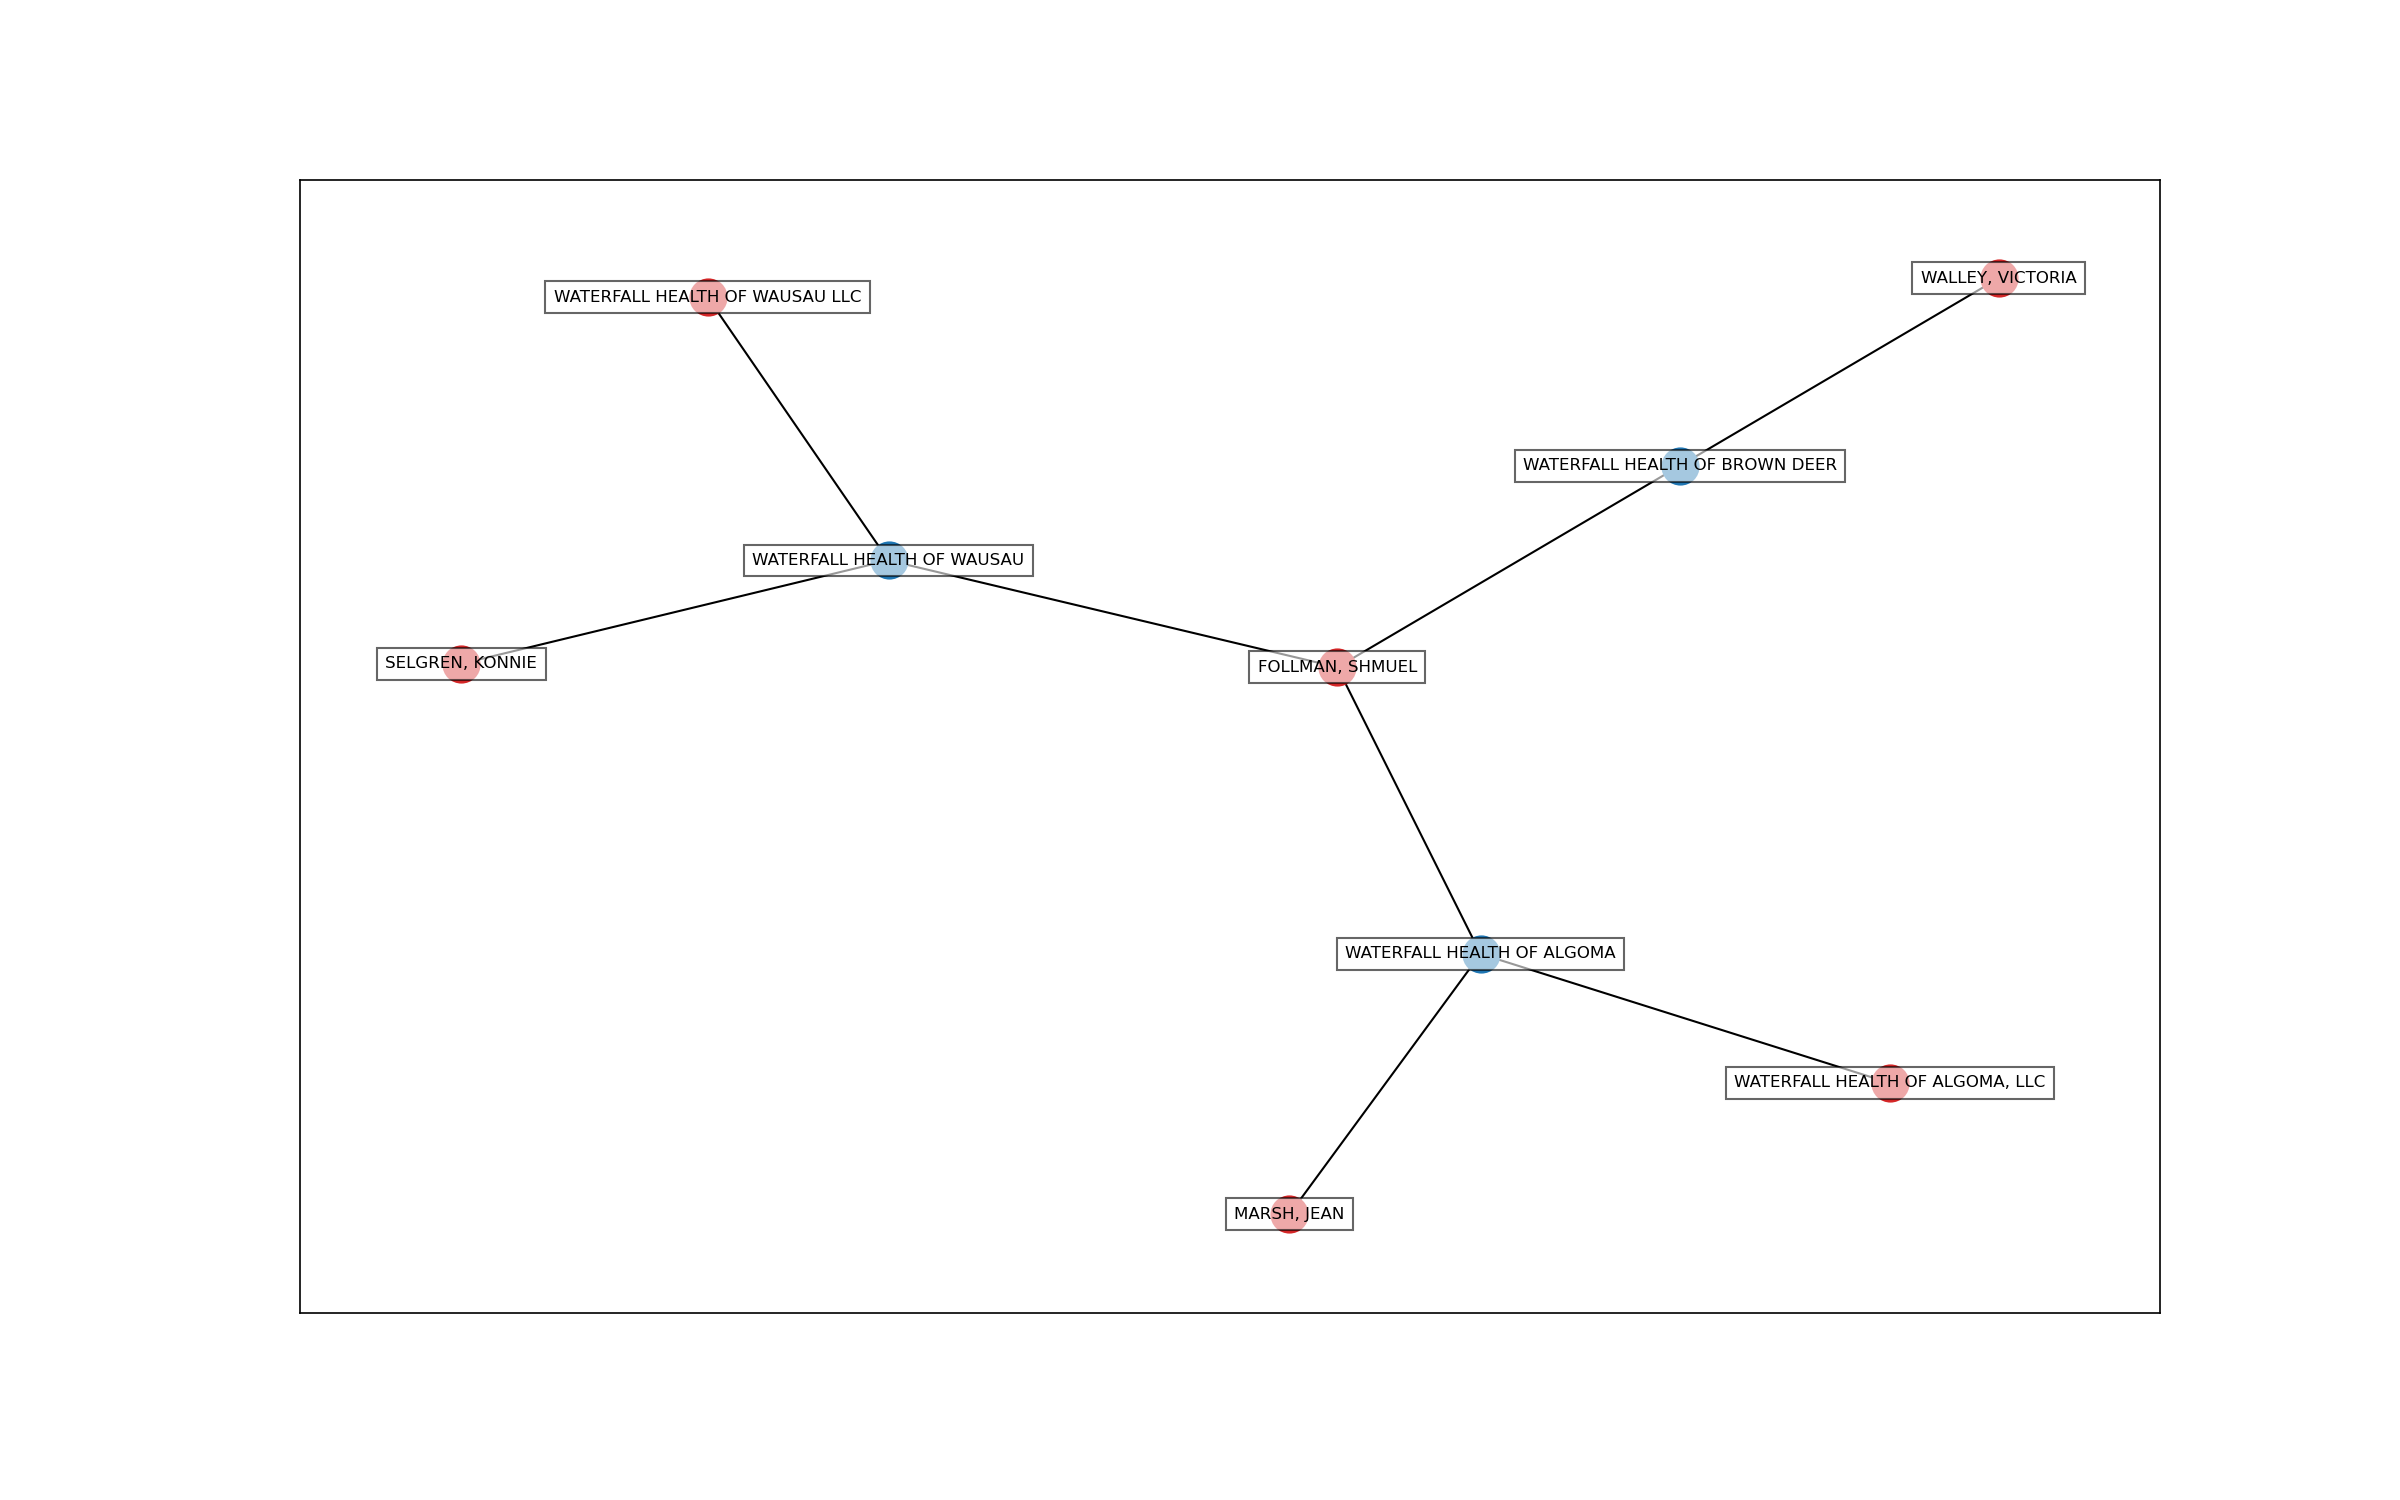 WALLEY, VICTORIA
WATERFALL HEALTH OF WAUSAU LLC
WATERFALL HEALTH OF BROWN DEER
WATERFALL HEALTH OF WAUSAU
SELGREN, KONNIE
FOLLMAN, SHMUEL
WATERFALL HEALTH OF ALGOMA
WATERFALL HEALTH OF ALGOMA, LLC
MARSH, JEAN